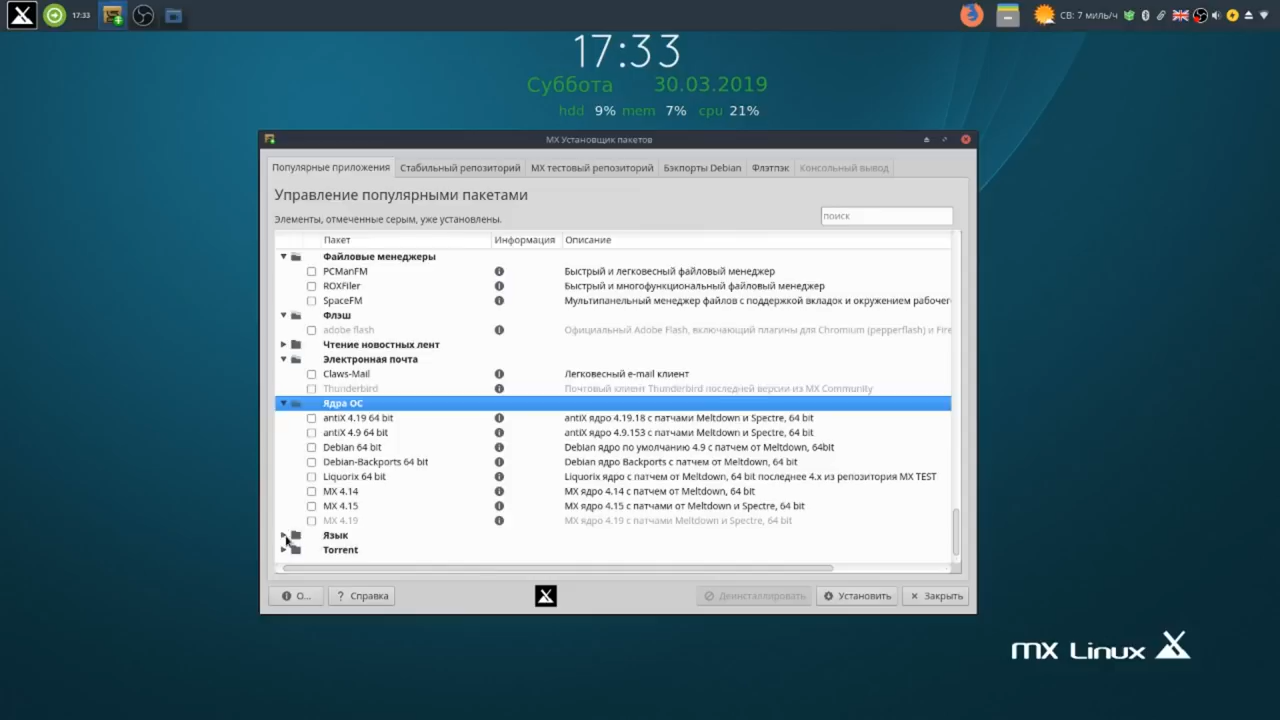 17:33
СВ: 7 миль/ч
17:33
Суббота 30.03.2019
hdd 9% mem 7% cpu 21%
MX Установщик пакетов
Популярные приложения Стабильный репозиторий MX тестовый репозиторий Бэкпорты Debian Флэтпэк Консольный вывод
Управление популярными пакетами
Элементы, отмеченные серым, уже установлены.
поиск
Пакет Информация Описание
Файловые менеджеры
PCManFM Быстрый и легковесный файловый менеджер
ROXFiler Быстрый и многофункциональный файловый менеджер
SpaceFM Мультипанельный менеджер файлов с поддержкой вкладок и окружением рабочег
Флэш
adobe flash Официальный Adobe Flash, включающий плагины для Chromium (pepperflash) и Fire
Чтение новостных лент
Электронная почта
Claws-Mail Легковесный e-mail клиент
Thunderbird Почтовый клиент Thunderbird последней версии из MX Community
Ядра ОС
antiX 4.19 64 bit antiX ядро 4.19.18 с патчами Meltdown и Spectre, 64 bit
antiX 4.9 64 bit antiX ядро 4.9.153 с патчами Meltdown и Spectre, 64 bit
Debian 64 bit Debian ядро по умолчанию 4.9 с патчем от Meltdown, 64bit
Debian-Backports 64 bit Debian ядро Backports с патчем от Meltdown, 64 bit
Liquorix 64 bit Liquorix ядро с патчем от Meltdown, 64 bit последнее 4.x из репозитория MX TEST
MX 4.14 MX ядро 4.14 с патчем от Meltdown, 64 bit
MX 4.15 MX ядро 4.15 с патчами от Meltdown и Spectre, 64 bit
MX 4.19 MX ядро 4.19 с патчами Meltdown и Spectre, 64 bit
Язык
Torrent
О... Справка Деинсталлировать Установить Закрыть
MX Linux